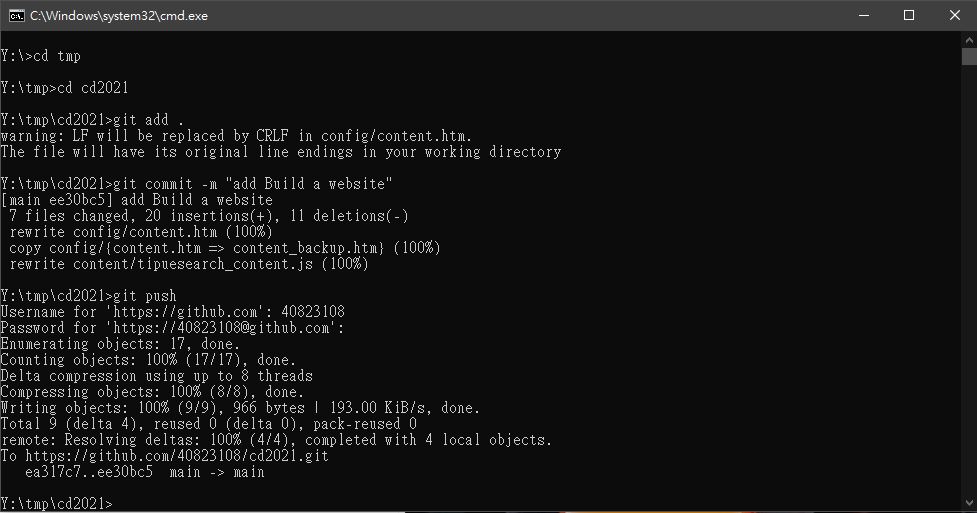 C:\Windows\system32\cmd.exe
Y:\>cd tmp
Y:\tmp>cd cd2021
Y:\tmp\cd2021>git add .
warning: LF will be replaced by CRLF in config/content.htm.
The file will have its original line endings in your working directory
Y:\tmp\cd2021>git commit -m "add Build a website"
[main ee30bc5] add Build a website
 7 files changed, 20 insertions(+), 11 deletions(-)
 rewrite config/content.htm (100%)
 copy config/{content.htm => content_backup.htm} (100%)
 rewrite content/tipuesearch_content.js (100%)
Y:\tmp\cd2021>git push
Username for 'https://github.com': 40823108
Password for 'https://40823108@github.com':
Enumerating objects: 17, done.
Counting objects: 100% (17/17), done.
Delta compression using up to 8 threads
Compressing objects: 100% (8/8), done.
Writing objects: 100% (9/9), 966 bytes | 193.00 KiB/s, done.
Total 9 (delta 4), reused 0 (delta 0), pack-reused 0
remote: Resolving deltas: 100% (4/4), completed with 4 local objects.
To https://github.com/40823108/cd2021.git
   ea317c7..ee30bc5  main -> main
Y:\tmp\cd2021>